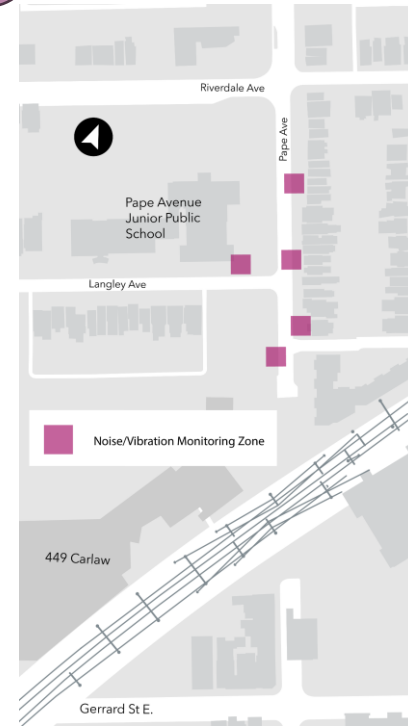 Riverdale Ave
Pape Ave
Pape Avenue
Junior Public
School
Langley Ave
Noise/Vibration Monitoring Zone
449 Carlaw
Gerrard St E.